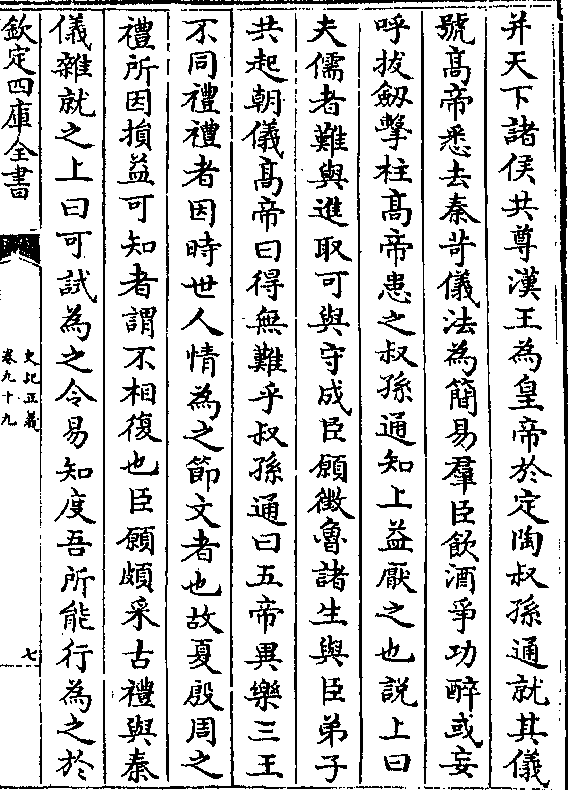 并天下諸侯共尊漢王為皇帝於定陶叔孫通就其儀
號髙帝悉去秦苛儀法為簡易羣臣飲酒爭功醉或妄
呼拔劒擊柱髙帝患之叔孫通知上益厭之也説上曰
夫儒者難與進取可與守成臣願徴魯諸生與臣弟子
共起朝儀髙帝曰得無難乎叔孫通曰五帝異樂三王
不同禮禮者因時世人情為之節文者也故夏殷周之
禮所因損益可知者謂不相復也臣願頗采古禮與秦
儀雜就之上曰可試為之令易知度吾所能行為之於
欽定四庫全書
史記正義
卷九十九
七